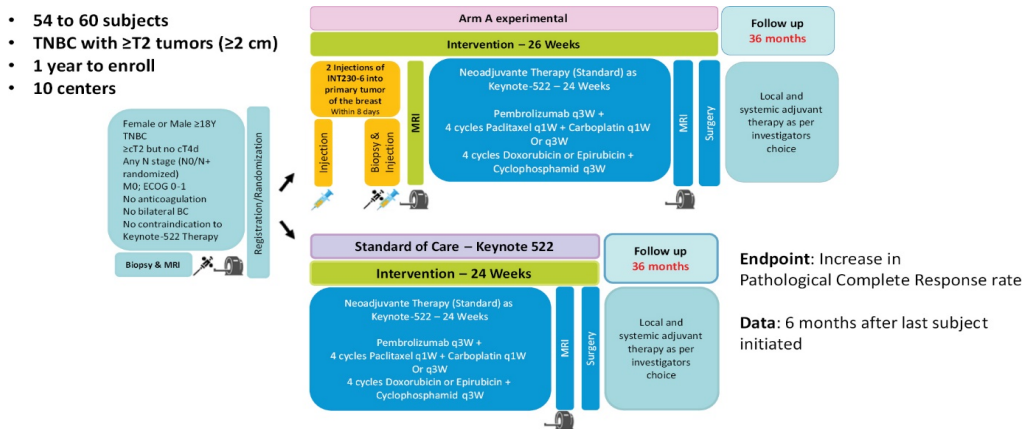 • 54 to 60 subjects
• TNBC with ≥T2 tumors (≥2 cm)
• 1 year to enroll
• 10 centers
Female or Male ≥18Y
TNBC
≥cT2 but no cT4d
Any N stage (N0/N+
randomized)
M0; ECOG 0-1
No anticoagulation
No bilateral BC
No contraindication to
Keynote-522 Therapy
Biopsy & MRI
Registration/Randomization
Arm A experimental
Intervention – 26 Weeks
2 Injections of
INT230-6 into
primary tumor
of the breast
Within 8 days
Injection
Biopsy &
Injection
MRI
Neoadjuvante Therapy (Standard) as
Keynote-522 – 24 Weeks
Pembrolizumab q3W +
4 cycles Paclitaxel q1W + Carboplatin q1W
Or q3W
4 cycles Doxorubicin or Epirubicin +
Cyclophosphamid q3W
MRI
Surgery
Follow up
36 months
Local and
systemic adjuvant
therapy as per
investigators
choice
Standard of Care – Keynote 522
Intervention – 24 Weeks
Neoadjuvante Therapy (Standard) as
Keynote-522 – 24 Weeks
Pembrolizumab q3W +
4 cycles Paclitaxel q1W + Carboplatin q1W
Or q3W
4 cycles Doxorubicin or Epirubicin +
Cyclophosphamid q3W
MRI
Surgery
Follow up
36 months
Local and
systemic adjuvant
therapy as per
investigators
choice
Endpoint: Increase in
Pathological Complete Response rate
Data: 6 months after last subject
initiated